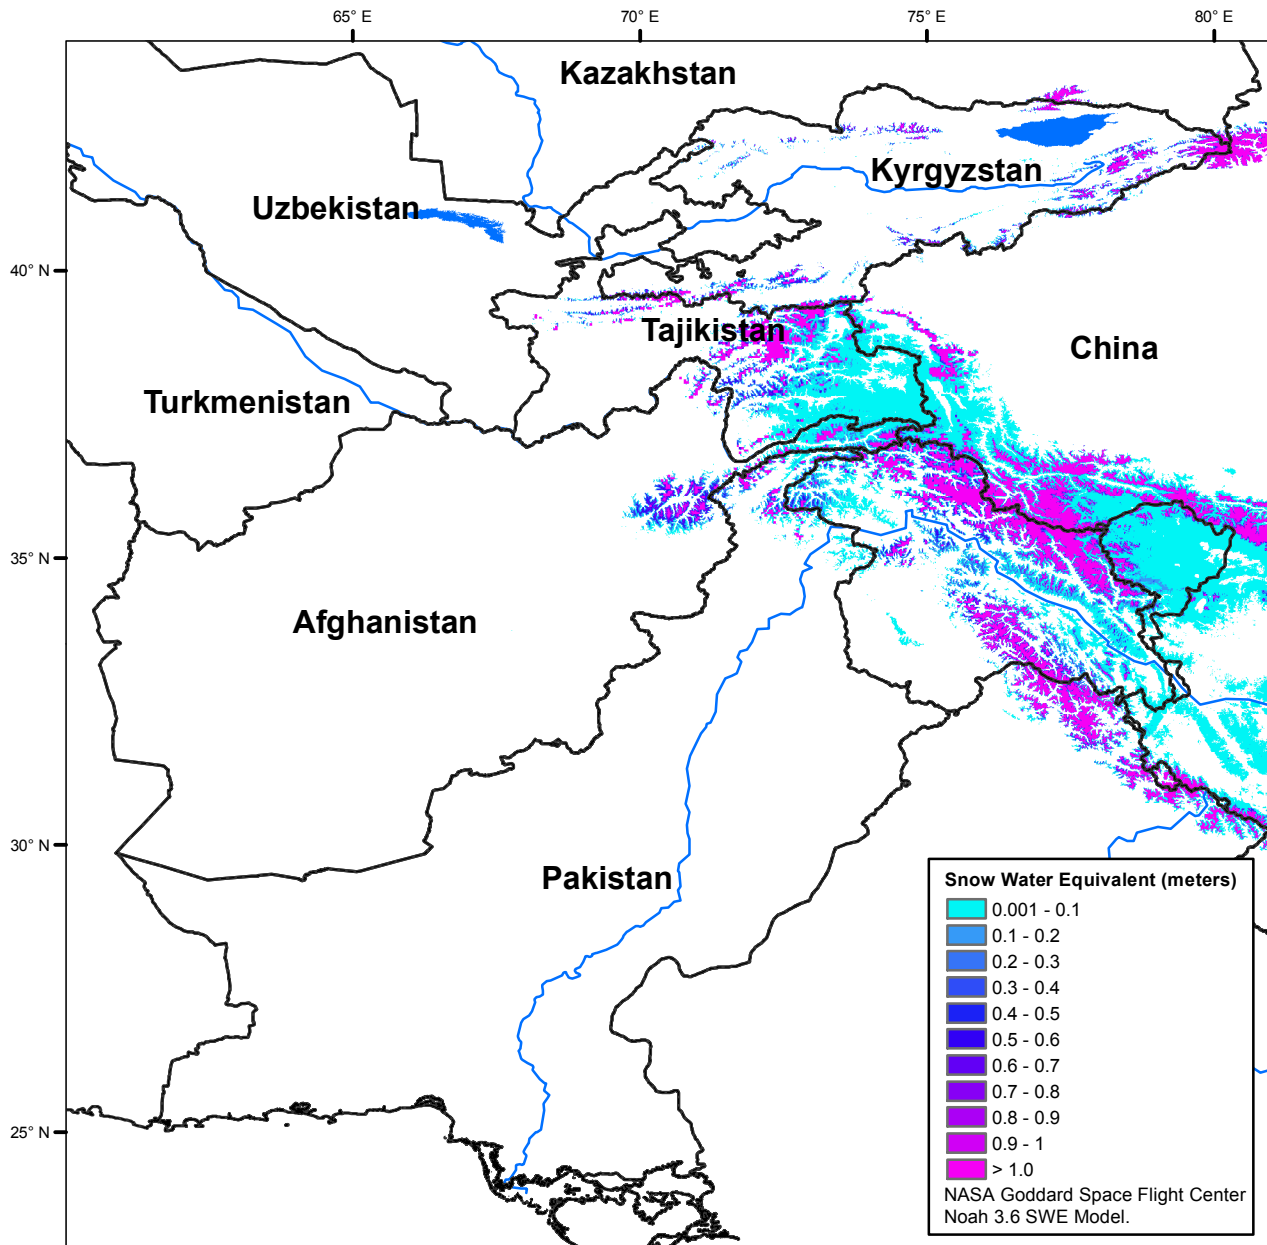 65° E
70° E
75° E
80° E
Kazakhstan
Kyrgyzstan
Uzbekistan
40° N
Tajikistan
China
Turkmenistan
35° N
Afghanistan
30° N
Pakistan
25° N
Snow Water Equivalent (meters)
0.001 - 0.1
0.1 - 0.2
0.2 - 0.3
0.3 - 0.4
0.4 - 0.5
0.5 - 0.6
0.6 - 0.7
0.7 - 0.8
0.8 - 0.9
0.9 - 1
> 1.0
NASA Goddard Space Flight Center
Noah 3.6 SWE Model.